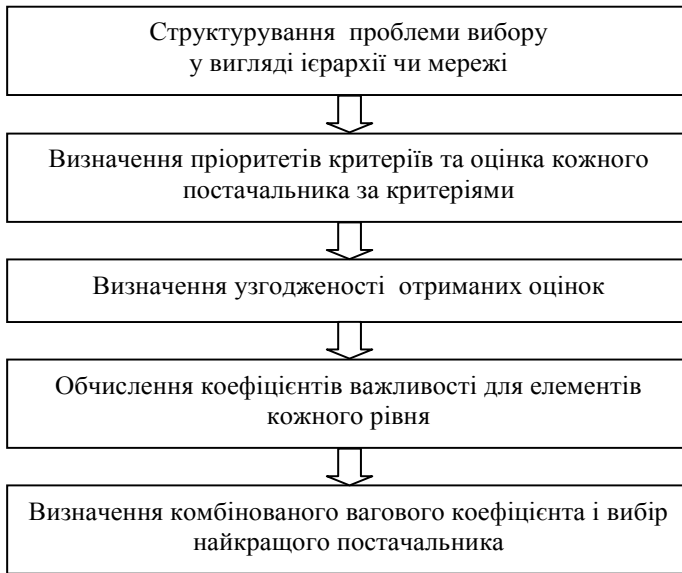 Структурування проблеми вибору
у вигляді ієрархії чи мережі
Визначення пріоритетів критеріїв та оцінка кожного
постачальника за критеріями
Визначення узгодженості отриманих оцінок
Обчислення коефіцієнтів важливості для елементів
кожного рівня
Визначення комбінованого вагового коефіцієнта і вибір
найкращого постачальника